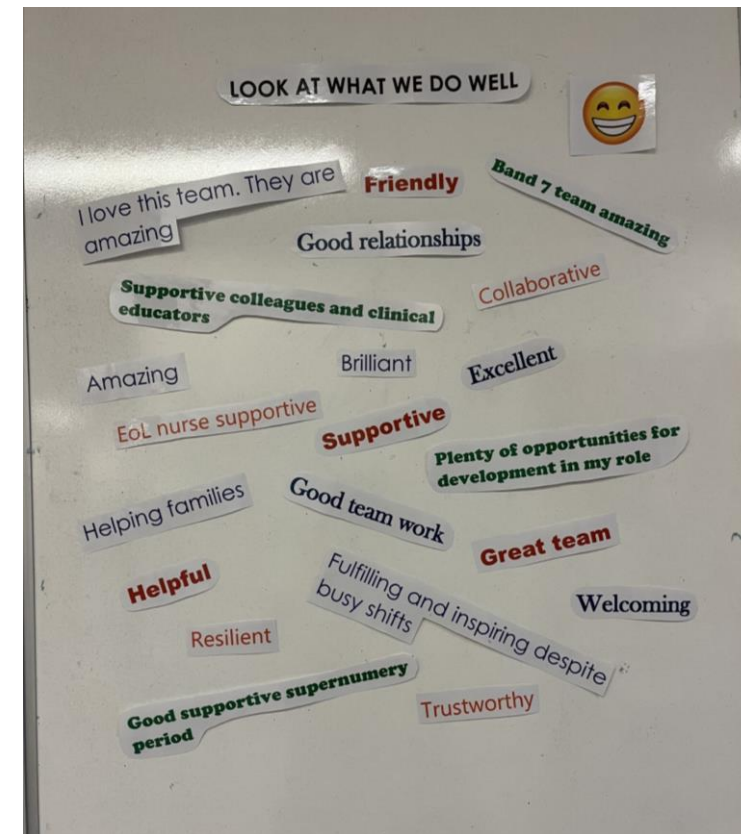 LOOK AT WHAT WE DO WELL
I love this team. They are
amazing
Friendly
Band 7 team amazing
Good relationships
Supportive colleagues and clinical
educators
Collaborative
Amazing
Brilliant
Excellent
EoL nurse supportive
Supportive
Plenty of opportunities for
development in my role
Helping families
Good team work
Great team
Helpful
Fulfilling and inspiring despite
busy shifts
Welcoming
Resilient
Good supportive supernumery
period
Trustworthy